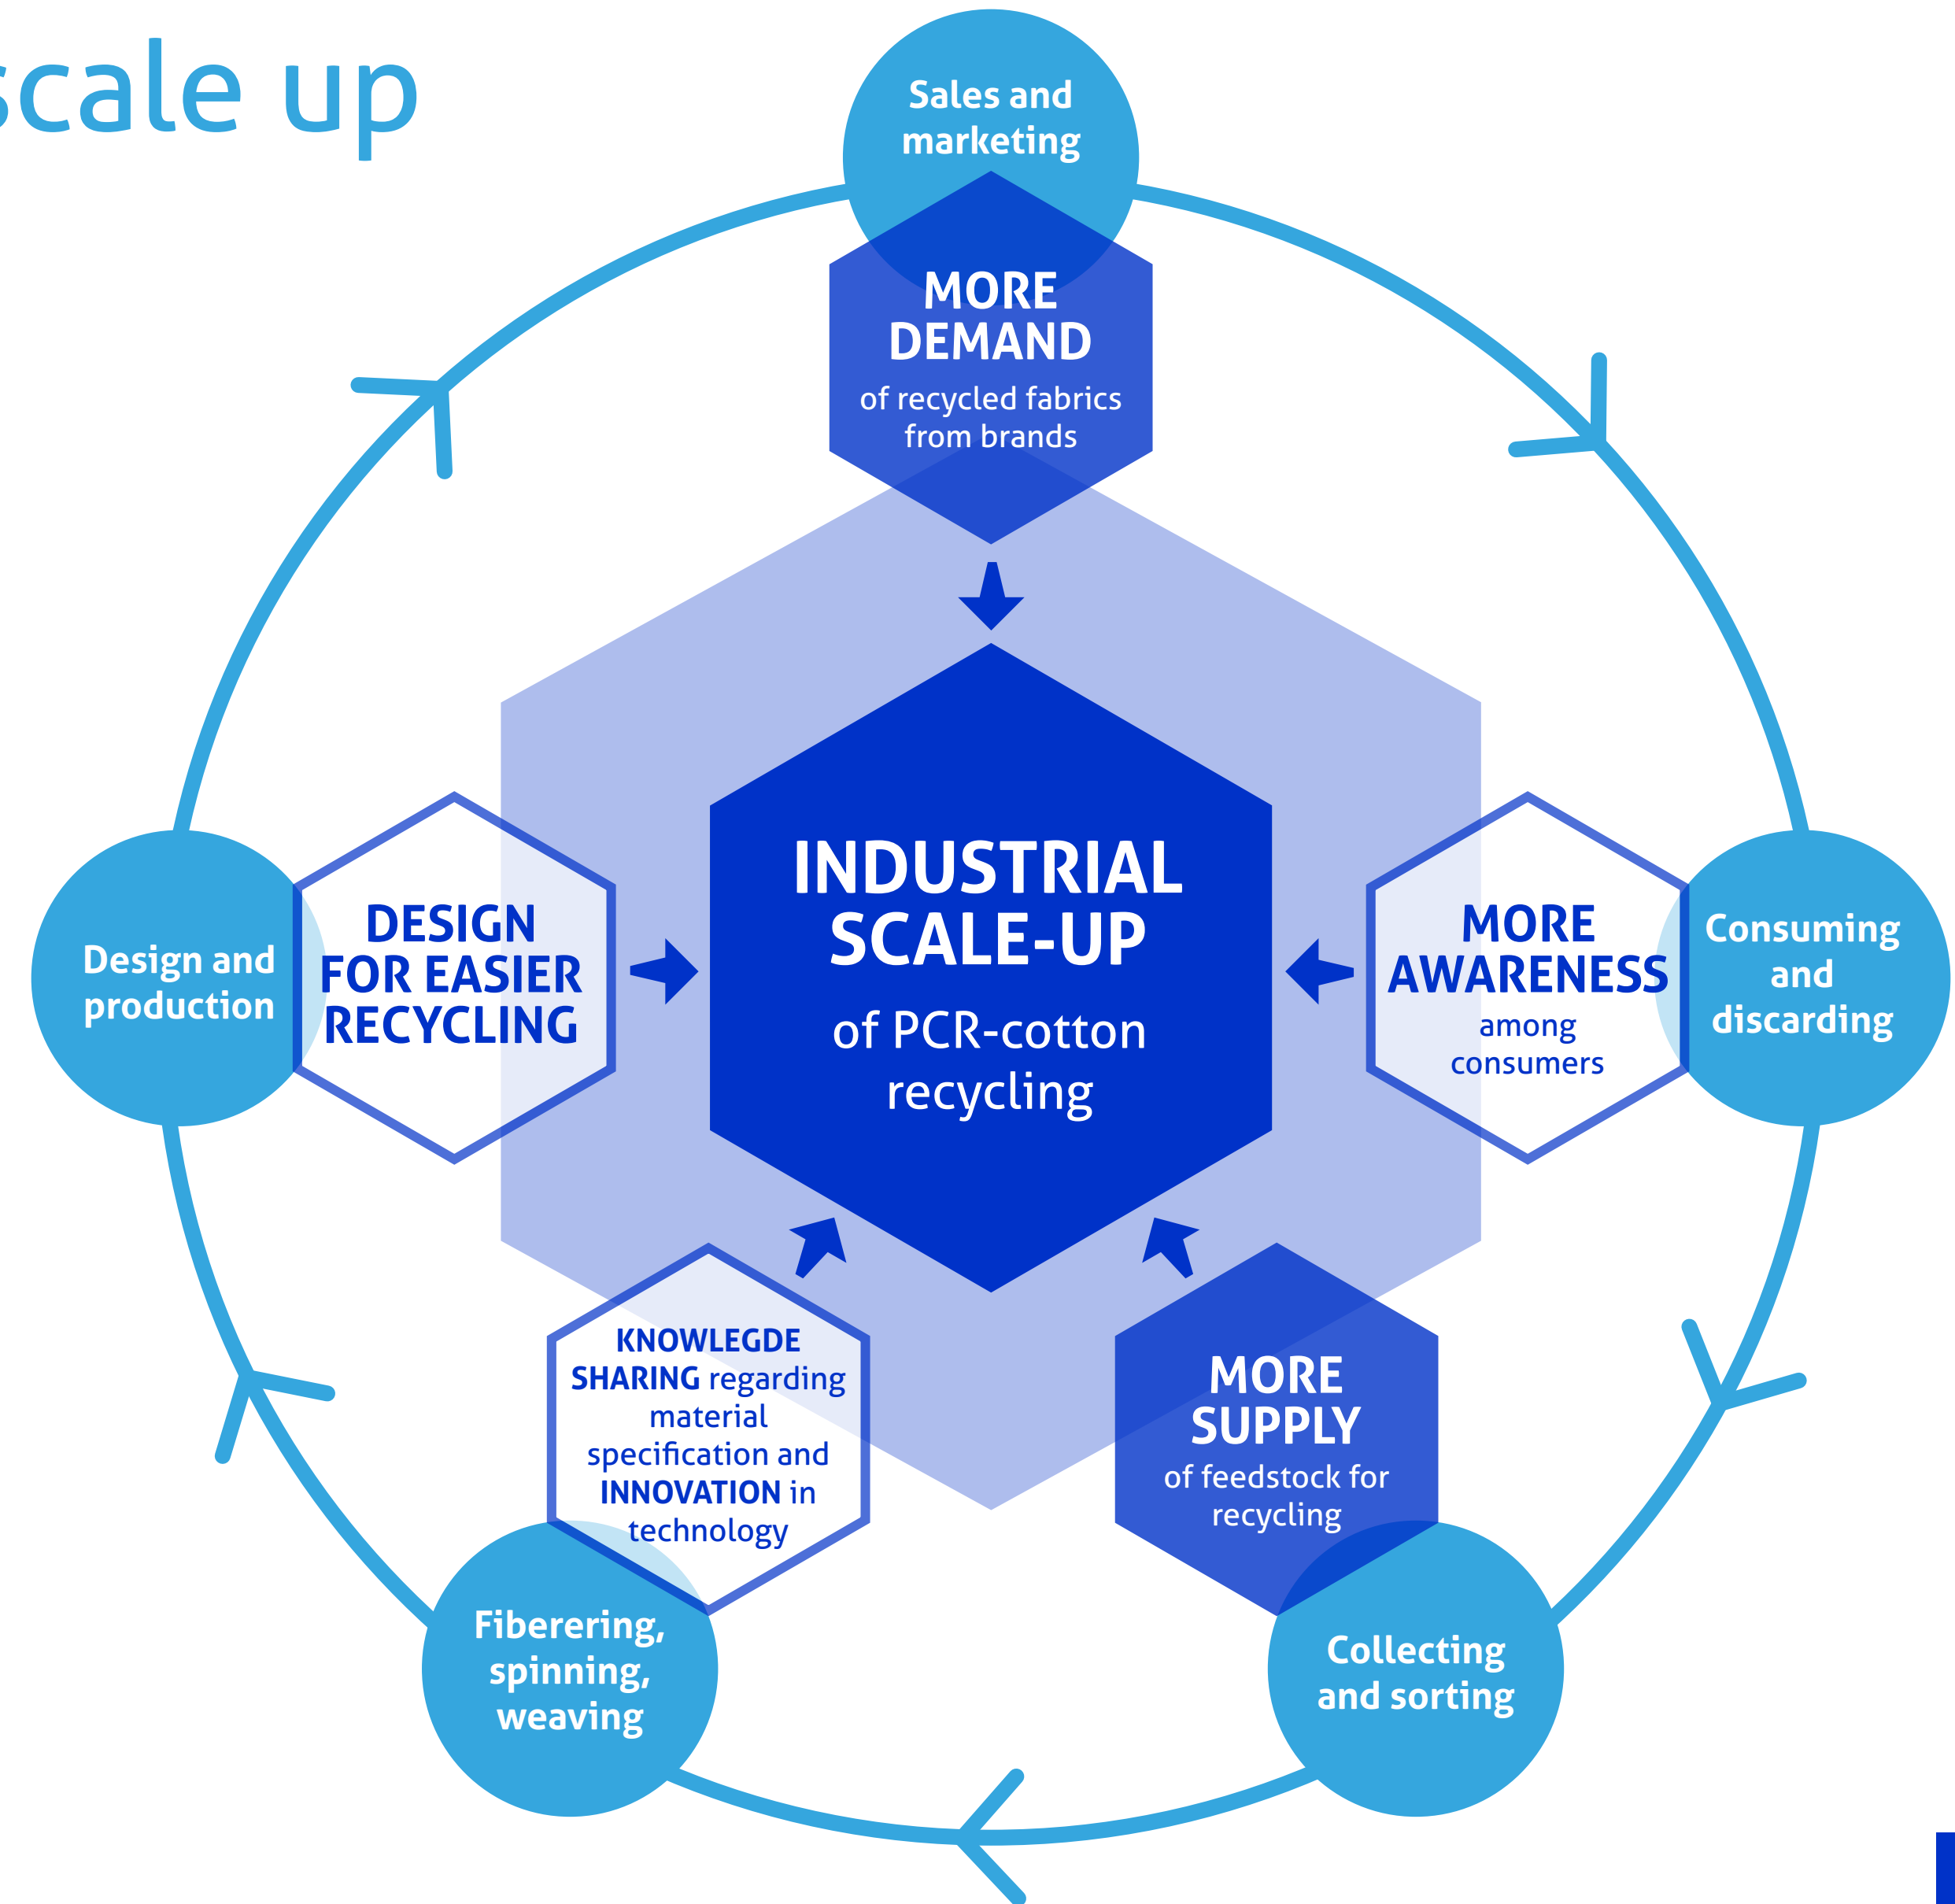 scale up
Sales and
marketing
MORE
DEMAND
of recycled fabrics
from brands
INDUSTRIAL
SCALE-UP
of PCR-cotton
recycling
DESIGN
FOR EASIER
RECYCLING
Design and
production
MORE
AWARENESS
among
consumers
Consuming
and
discarding
KNOWLEGDE
SHARING regarding
material
specification and
INNOVATION in
technology
MORE
SUPPLY
of feedstock for
recycling
Fiberering,
spinning,
weaving
Collecting
and sorting